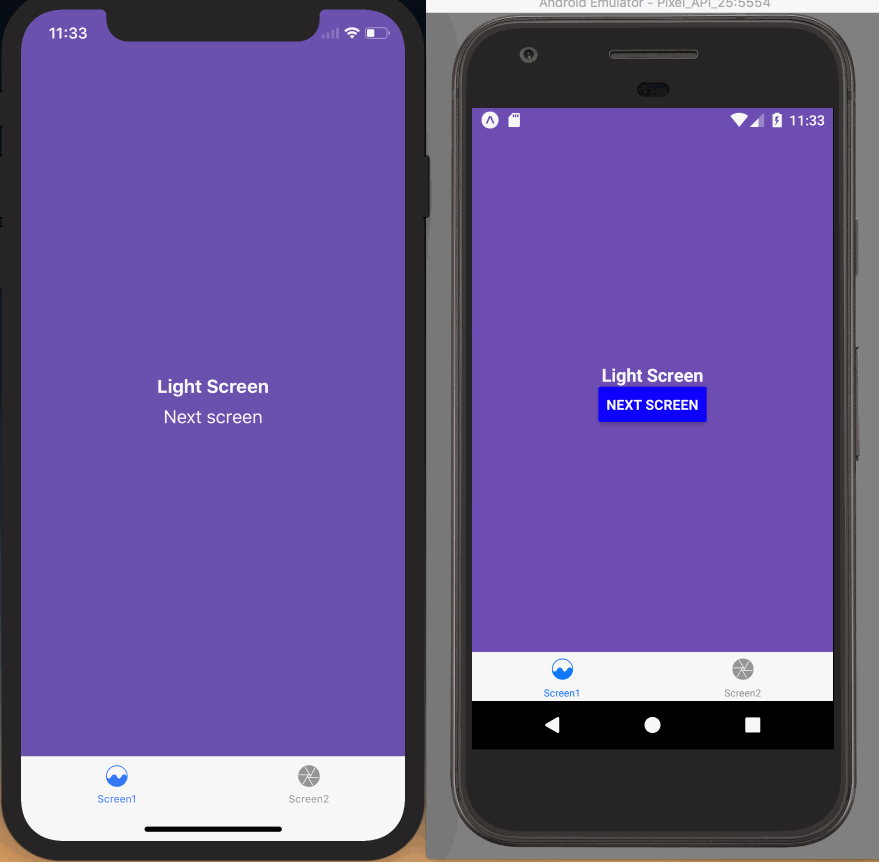 11:33
Light Screen
Next screen
Screen1
Screen2
Android Emulator - Pixel_API_25:5554
11:33
Light Screen
NEXT SCREEN
Screen1
Screen2